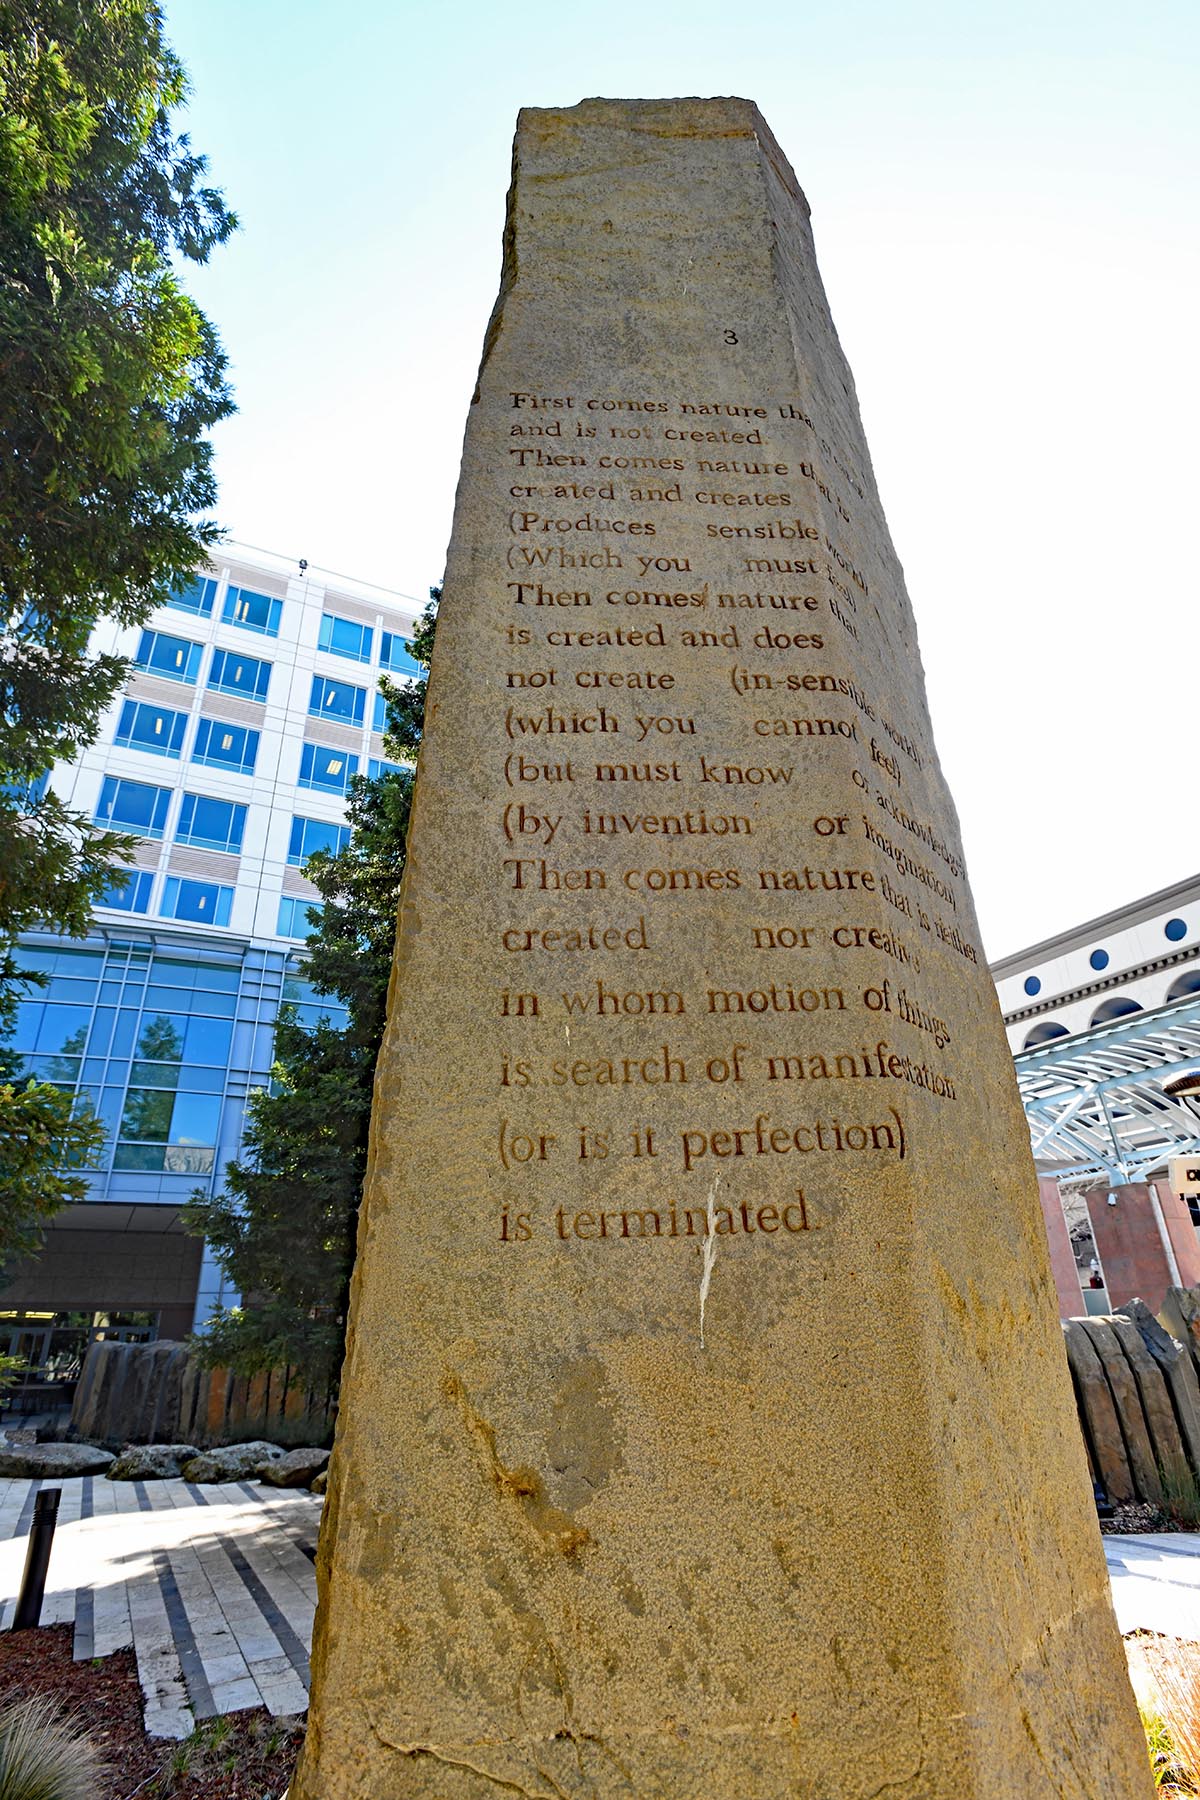 3
First comes nature that
and is not created.
Then comes nature that is
created and creates
(Produces sensible world)
(Which you must feel)
Then comes nature that
is created and does
not create (in-sensible world)
(which you cannot feel)
(but must know or acknowledge
(by invention or imagination)
Then comes nature that is neither
created nor creative
in whom motion of things
is search of manifestation
(or is it perfection)
is terminated.